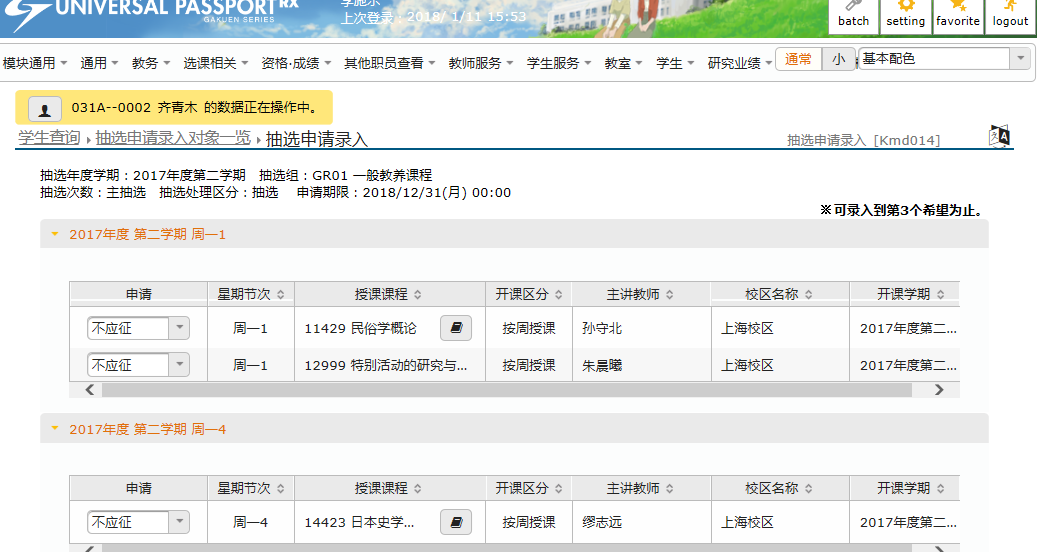 UNIVERSAL PASSPORT RX
GAKUEN SERIES
上次登录：2018/ 1/11 15:53
batch setting favorite logout
模块通用 通用 教务 选课相关 资格·成绩 其他职员查看 教师服务 学生服务 教室 学生 研究业绩 通常 小 基本配色
031A--0002 齐青木 的数据正在操作中。
学生查询 抽选申请录入对象一览 抽选申请录入 抽选申请录入 [Kmd014]
抽选年度学期：2017年度第二学期 抽选组：GR01 一般教养课程
抽选次数：主抽选 抽选处理区分：抽选 申请期限：2018/12/31(月) 00:00
※可录入到第3个希望为止。
2017年度 第二学期 周一1
申请 星期节次 授课课程 开课区分 主讲教师 校区名称 开课学期
不应征 周一1 11429 民俗学概论 按周授课 孙守北 上海校区 2017年度第二...
不应征 周一1 12999 特别活动的研究与... 按周授课 朱晨曦 上海校区 2017年度第二...
2017年度 第二学期 周一4
申请 星期节次 授课课程 开课区分 主讲教师 校区名称 开课学期
不应征 周一4 14423 日本史学... 按周授课 缪志远 上海校区 2017年度第二...